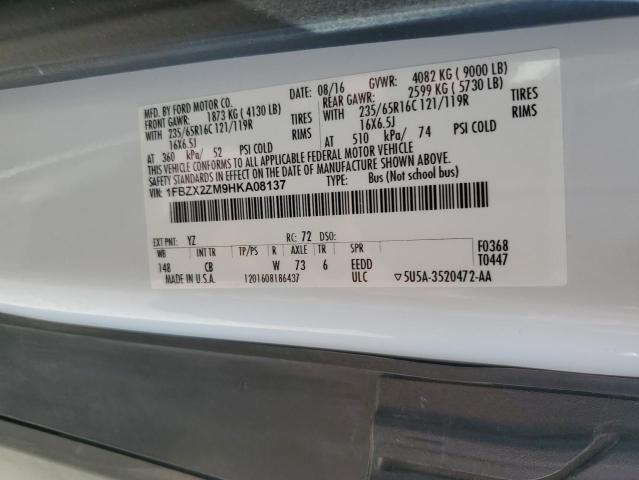 MFD. BY FORD MOTOR CO. DATE: 08/16 GVWR: 4082 KG ( 9000 LB)
FRONT GAWR: 1873 KG ( 4130 LB) REAR GAWR: 2599 KG ( 5730 LB)
WITH 235/65R16C 121/119R TIRES WITH 235/65R16C 121/119R TIRES
16X6.5J RIMS 16X6.5J RIMS
AT 360 kPa/ 52 PSI COLD AT 510 kPa/ 74 PSI COLD
THIS VEHICLE CONFORMS TO ALL APPLICABLE FEDERAL MOTOR VEHICLE
SAFETY STANDARDS IN EFFECT ON THE DATE OF MANUFACTURE SHOWN ABOVE.
VIN: 1FBZX2ZM9HKA08137 TYPE: Bus (Not school bus)
EXT PNT: YZ RC: 72 DSO: F0368
WB INT TR TP/PS R AXLE TR SPR T0447
148 CB W 73 6 EEDD
MADE IN U.S.A. 1201608186437 ULC ▽5U5A-3520472-AA